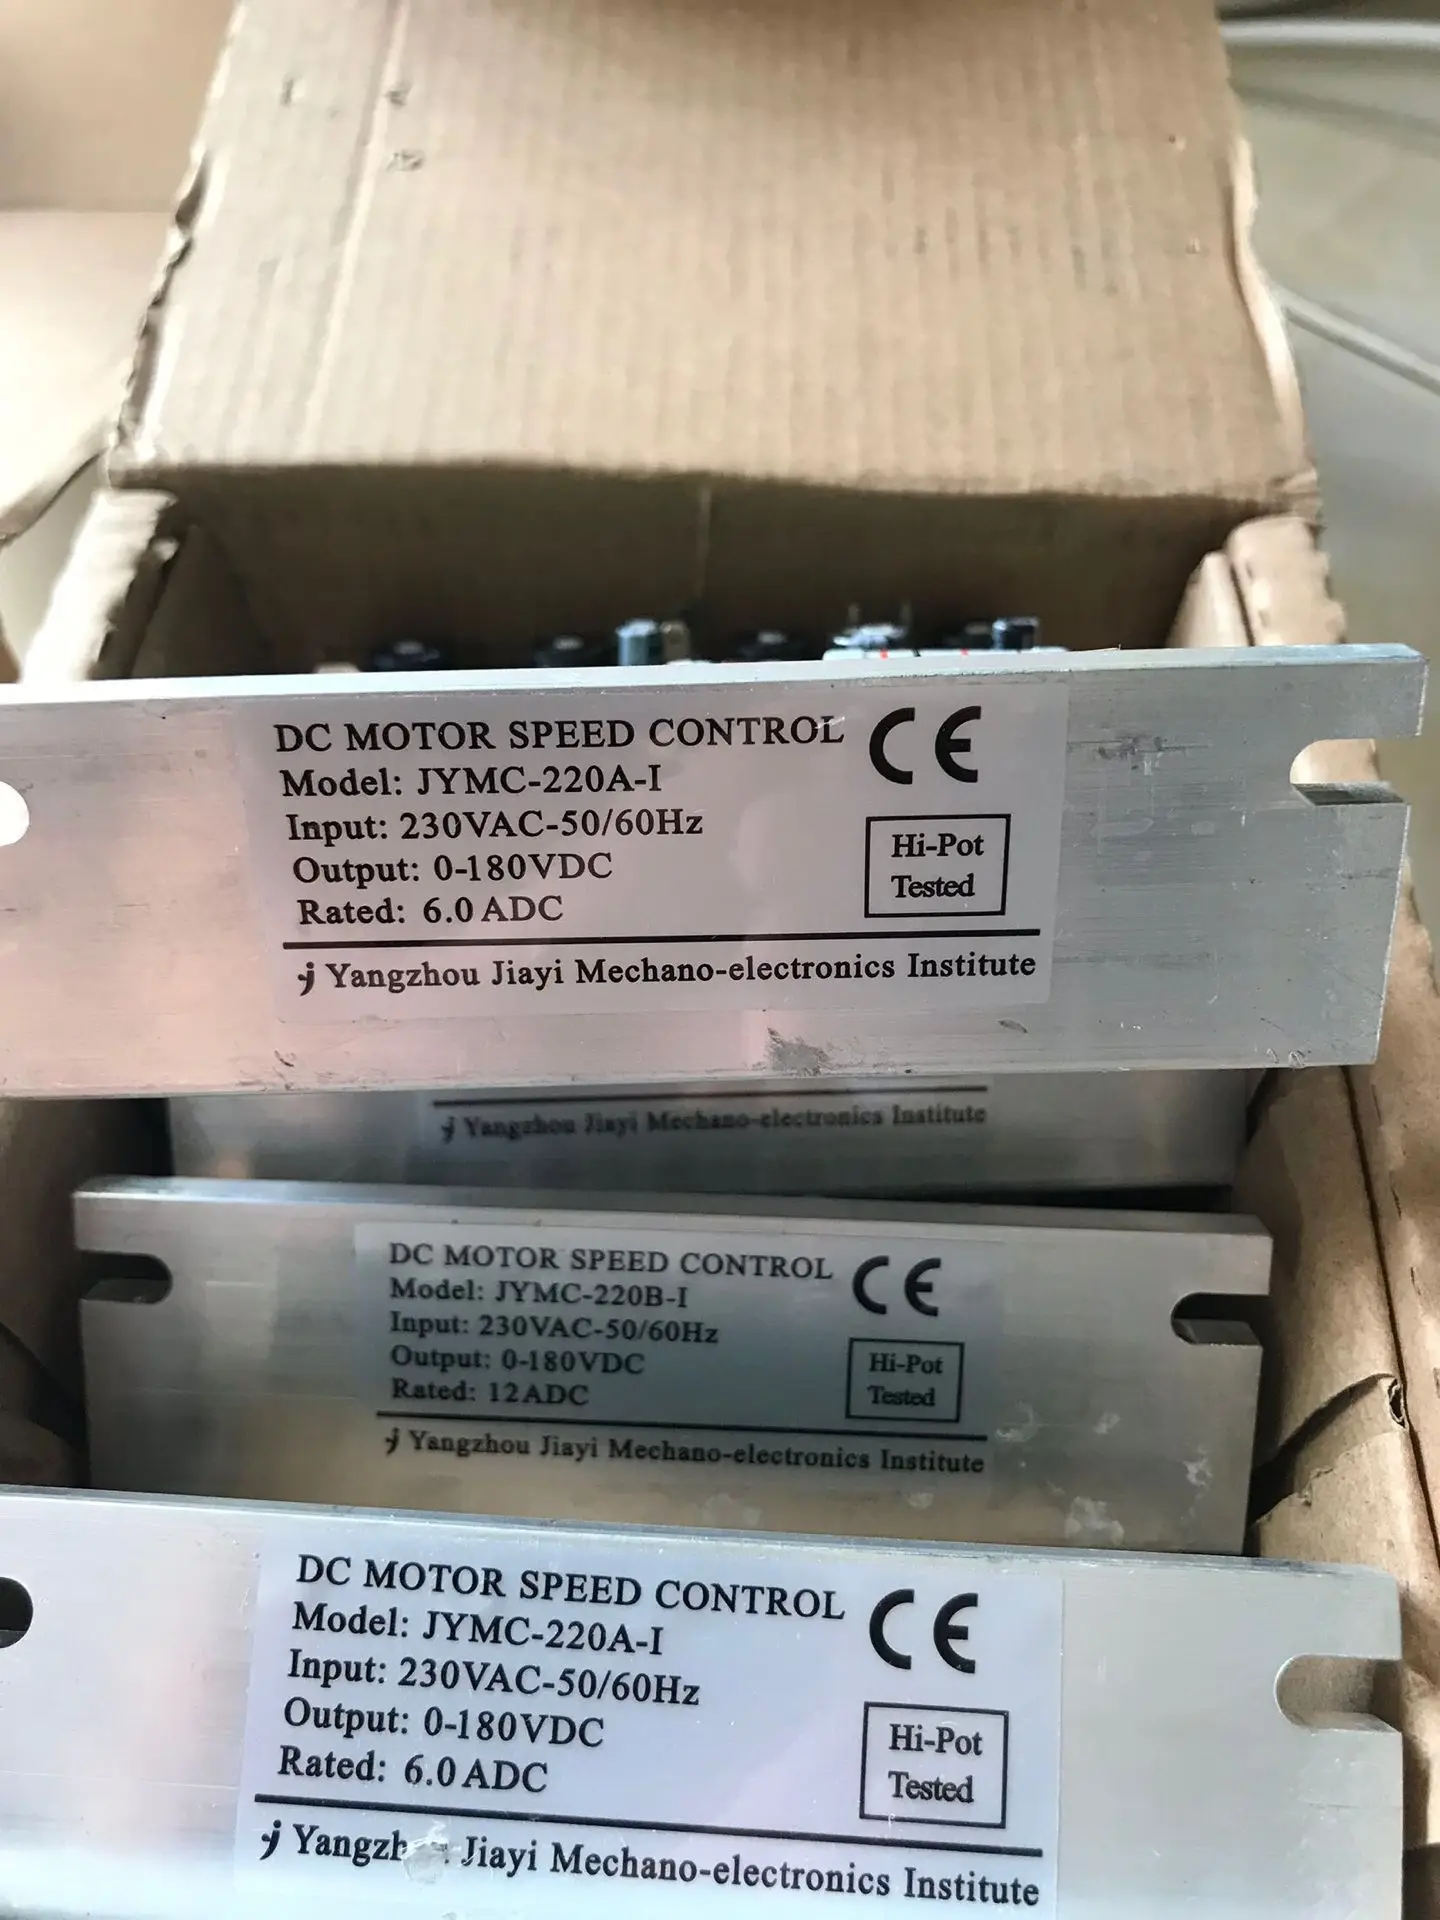 DC MOTOR SPEED CONTROL CE
Model: JYMC-220A-I
Input: 230VAC-50/60Hz
Output: 0-180VDC
Rated: 6.0 ADC
Hi-Pot
Tested
Yangzhou Jiayi Mechano-electronics Institute
Yangzhou Jiayi Mechano-electronics Institute
DC MOTOR SPEED CONTROL CE
Model: JYMC-220B-I
Input: 230VAC-50/60Hz
Output: 0-180VDC
Rated: 12ADC
Hi-Pot
Tested
Yangzhou Jiayi Mechano-electronics Institute
DC MOTOR SPEED CONTROL CE
Model: JYMC-220A-I
Input: 230VAC-50/60Hz
Output: 0-180VDC
Rated: 6.0 ADC
Hi-Pot
Tested
Jiayi Mechano-electronics Institute